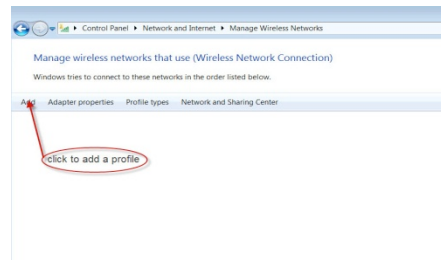 Control Panel ▸ Network and Internet ▸ Manage Wireless Networks
Manage wireless networks that use (Wireless Network Connection)
Windows tries to connect to these networks in the order listed below.
Add Adapter properties Profile types Network and Sharing Center
click to add a profile